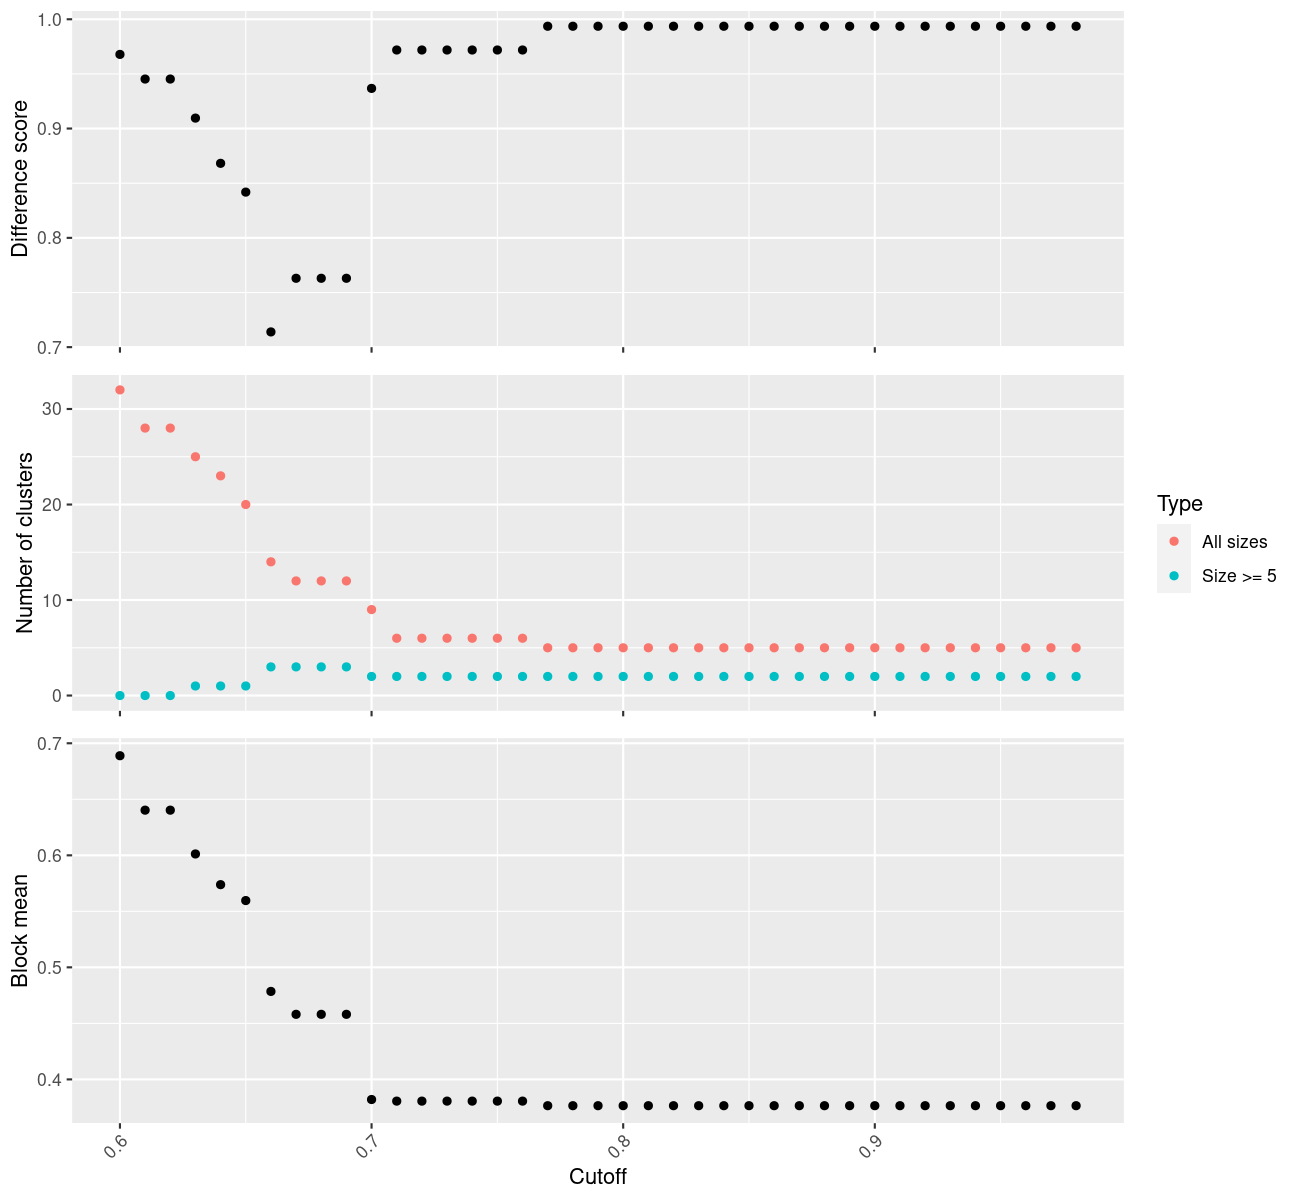 1.0
0.9
0.8
0.7
Difference score
30
20
10
0
Number of clusters
Type
All sizes
Size >= 5
0.7
0.6
0.5
0.4
Block mean
0.6 0.7 0.8 0.9
Cutoff